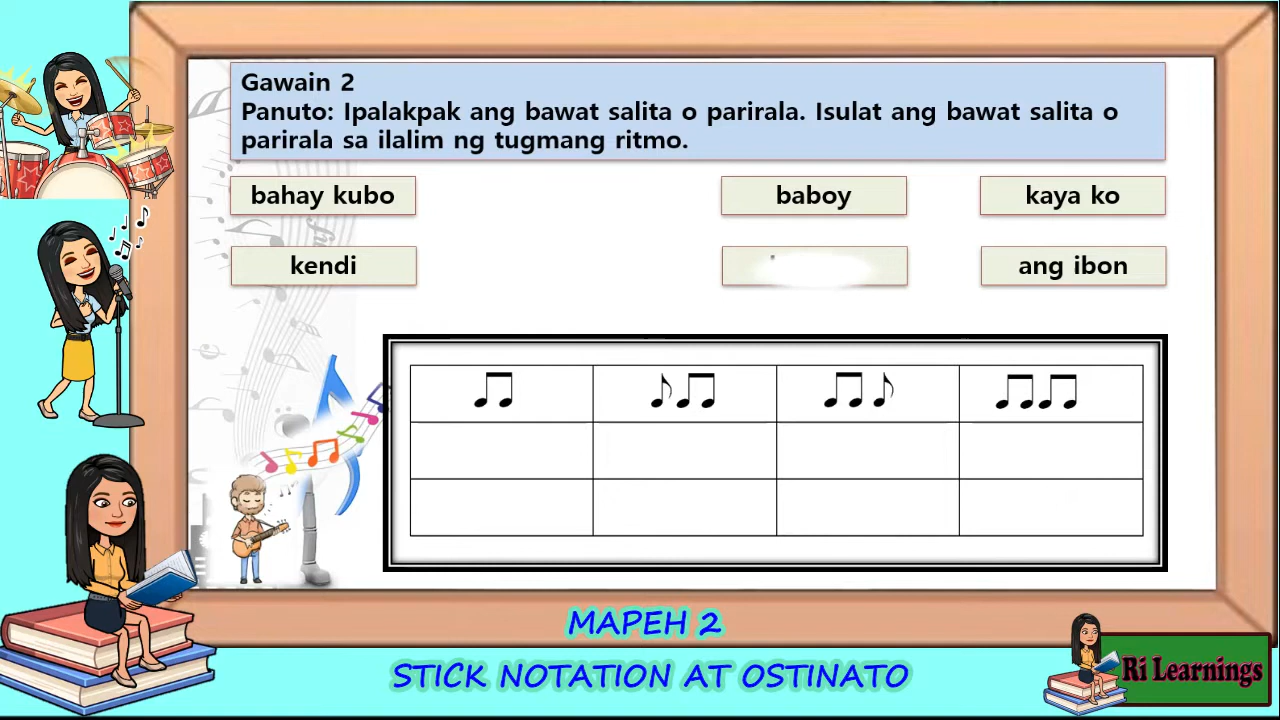 Gawain 2
Panuto: Ipalakpak ang bawat salita o parirala. Isulat ang bawat salita o
parirala sa ilalim ng tugmang ritmo.
bahay kubo
baboy
kaya ko
kendi
ang ibon
MAPEH 2
STICK NOTATION AT OSTINATO
Ri Learnings